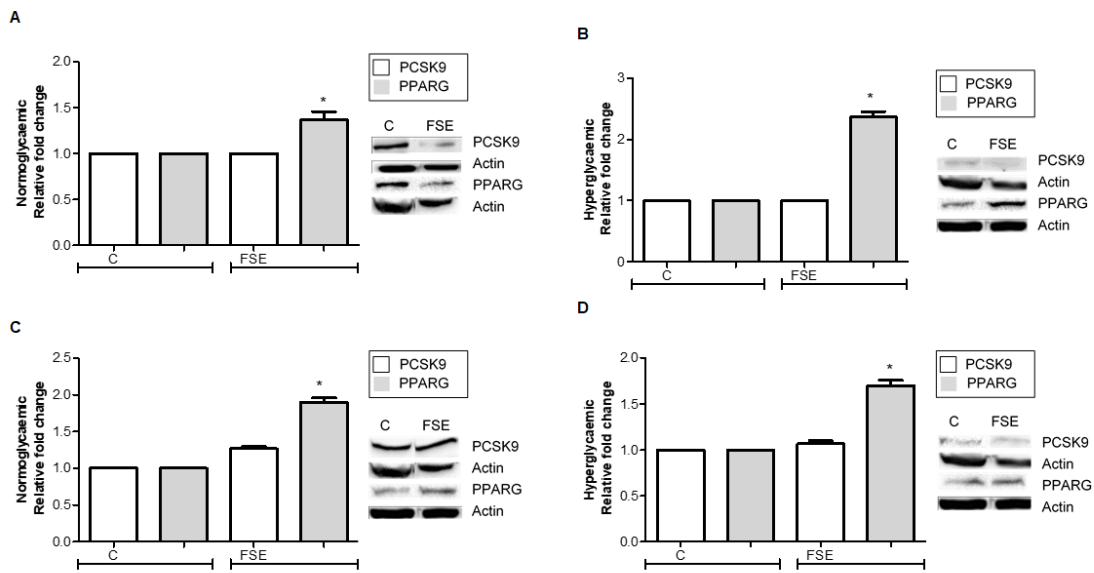 A
Normoglycaemic
Relative fold change
2.0
1.5
1.0
0.5
0.0
*
C
FSE
PCSK9
PPARG
C FSE
PCSK9
Actin
PPARG
Actin
B
Hyperglycaemic
Relative fold change
3
2
1
0
*
C
FSE
PCSK9
PPARG
C FSE
PCSK9
Actin
PPARG
Actin
C
Normoglycaemic
Relative fold change
2.5
2.0
1.5
1.0
0.5
0.0
*
C
FSE
PCSK9
PPARG
C FSE
PCSK9
Actin
PPARG
Actin
D
Hyperglycaemic
Relative fold change
2.0
1.5
1.0
0.5
0.0
*
C
FSE
PCSK9
PPARG
C FSE
PCSK9
Actin
PPARG
Actin